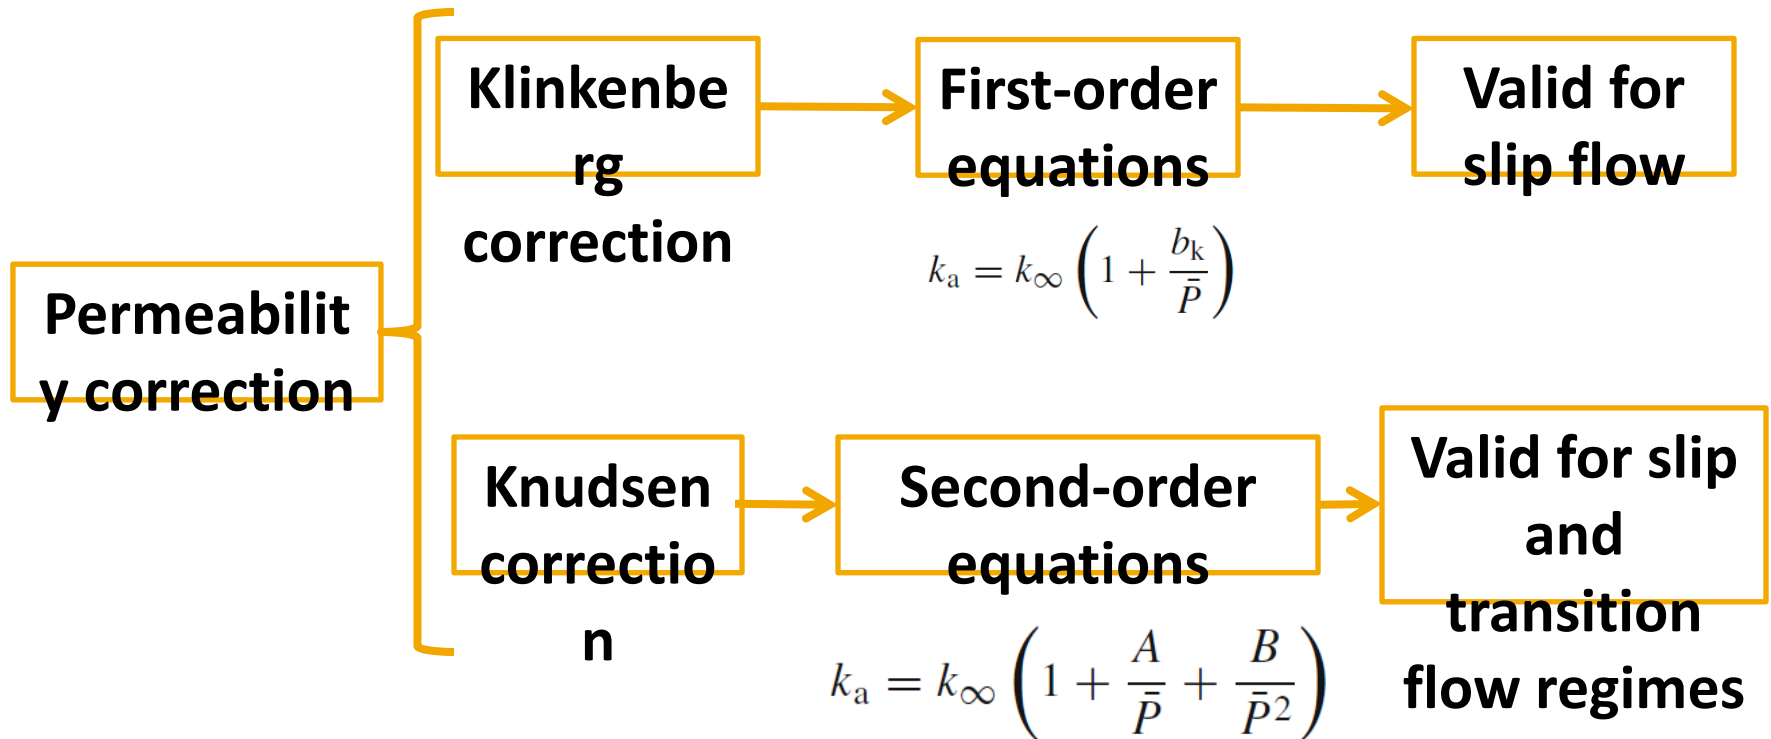 Klinkenbe
rg
correction
First-order
equations
Valid for
slip flow
k_a = k_∞ (1 + b_k / P̄)
Permeabilit
y correction
Knudsen
correctio
n
Second-order
equations
Valid for slip
and
transition
flow regimes
k_a = k_∞ (1 + A / P̄ + B / P̄²)